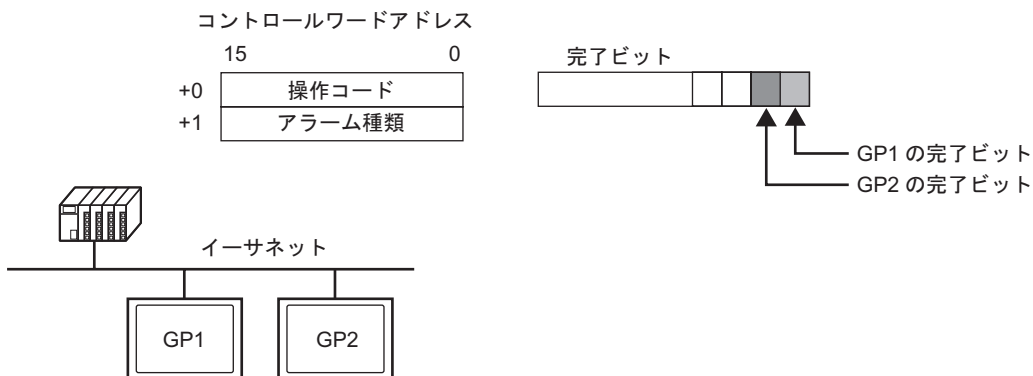 コントロールワードアドレス
15 0
+0 操作コード
+1 アラーム種類
完了ビット
GP1 の完了ビット
GP2 の完了ビット
イーサネット
GP1 GP2